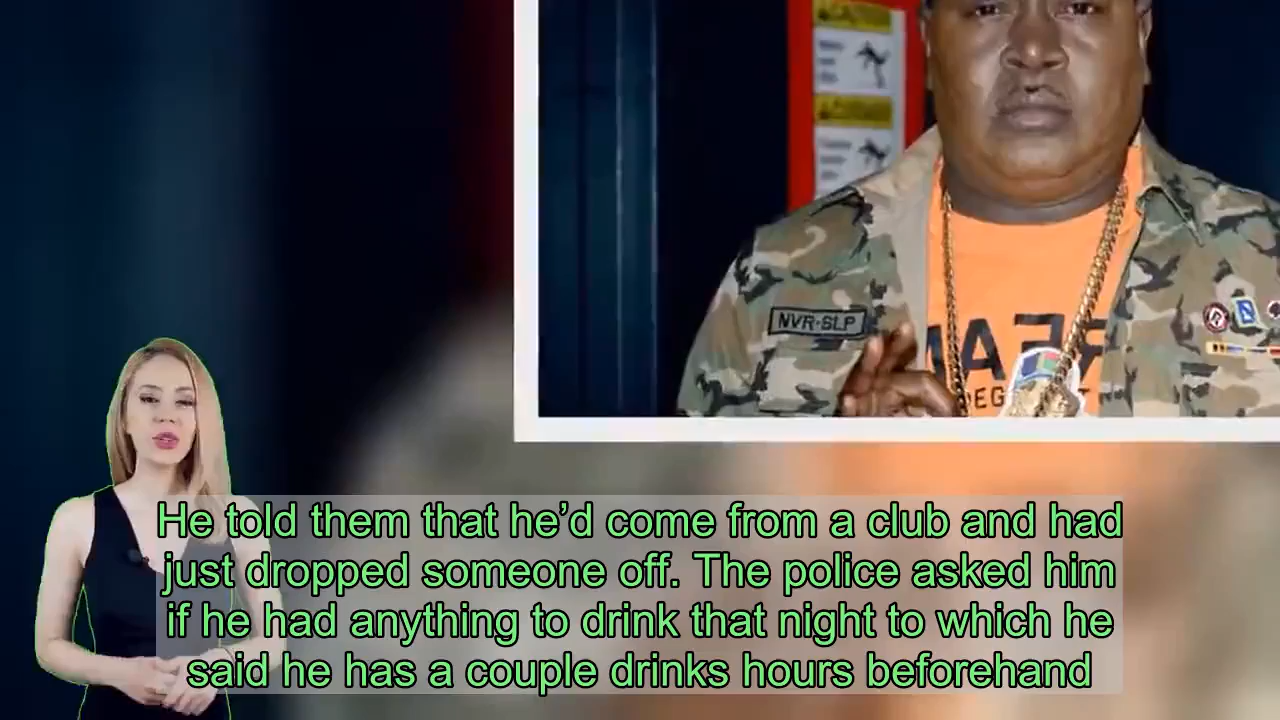 NVR-SLP
He told them that he’d come from a club and had
just dropped someone off. The police asked him
if he had anything to drink that night to which he
said he has a couple drinks hours beforehand